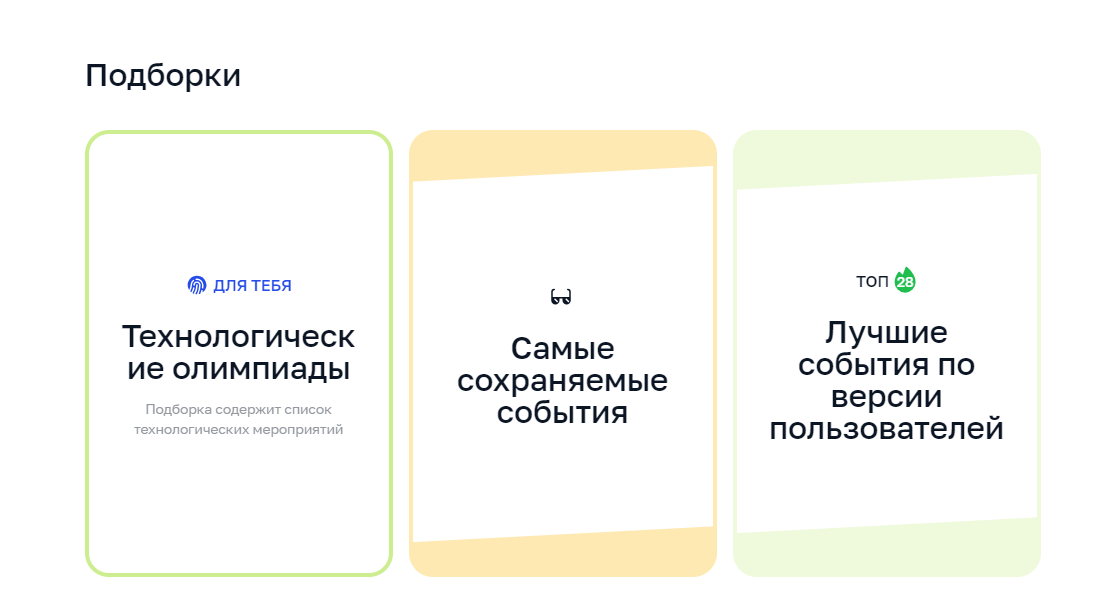 Подборки
ДЛЯ ТЕБЯ
Технологическ
ие олимпиады
Подборка содержит список
технологических мероприятий
Самые
сохраняемые
события
ТОП 28
Лучшие
события по
версии
пользователей